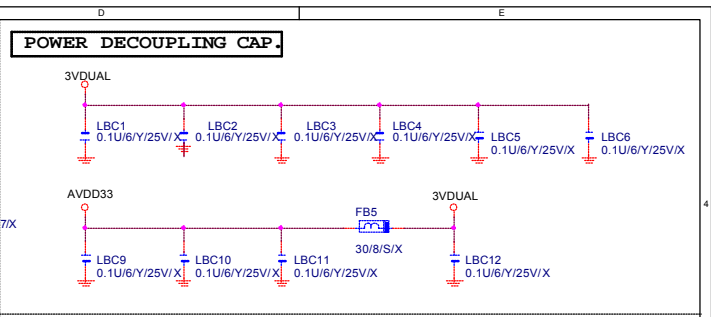 D E
POWER DECOUPLING CAP.
3VDUAL
LBC1 LBC2 LBC3 LBC4 LBC5 LBC6
0.1U/6/Y/25V/X 0.1U/6/Y/25V/X 0.1U/6/Y/25V/X 0.1U/6/Y/25V/X 0.1U/6/Y/25V/X 0.1U/6/Y/25V/X
AVDD33 3VDUAL
4
FB5
7/X
30/8/S/X
LBC9 LBC10 LBC11 LBC12
0.1U/6/Y/25V/X 0.1U/6/Y/25V/X 0.1U/6/Y/25V/X 0.1U/6/Y/25V/X